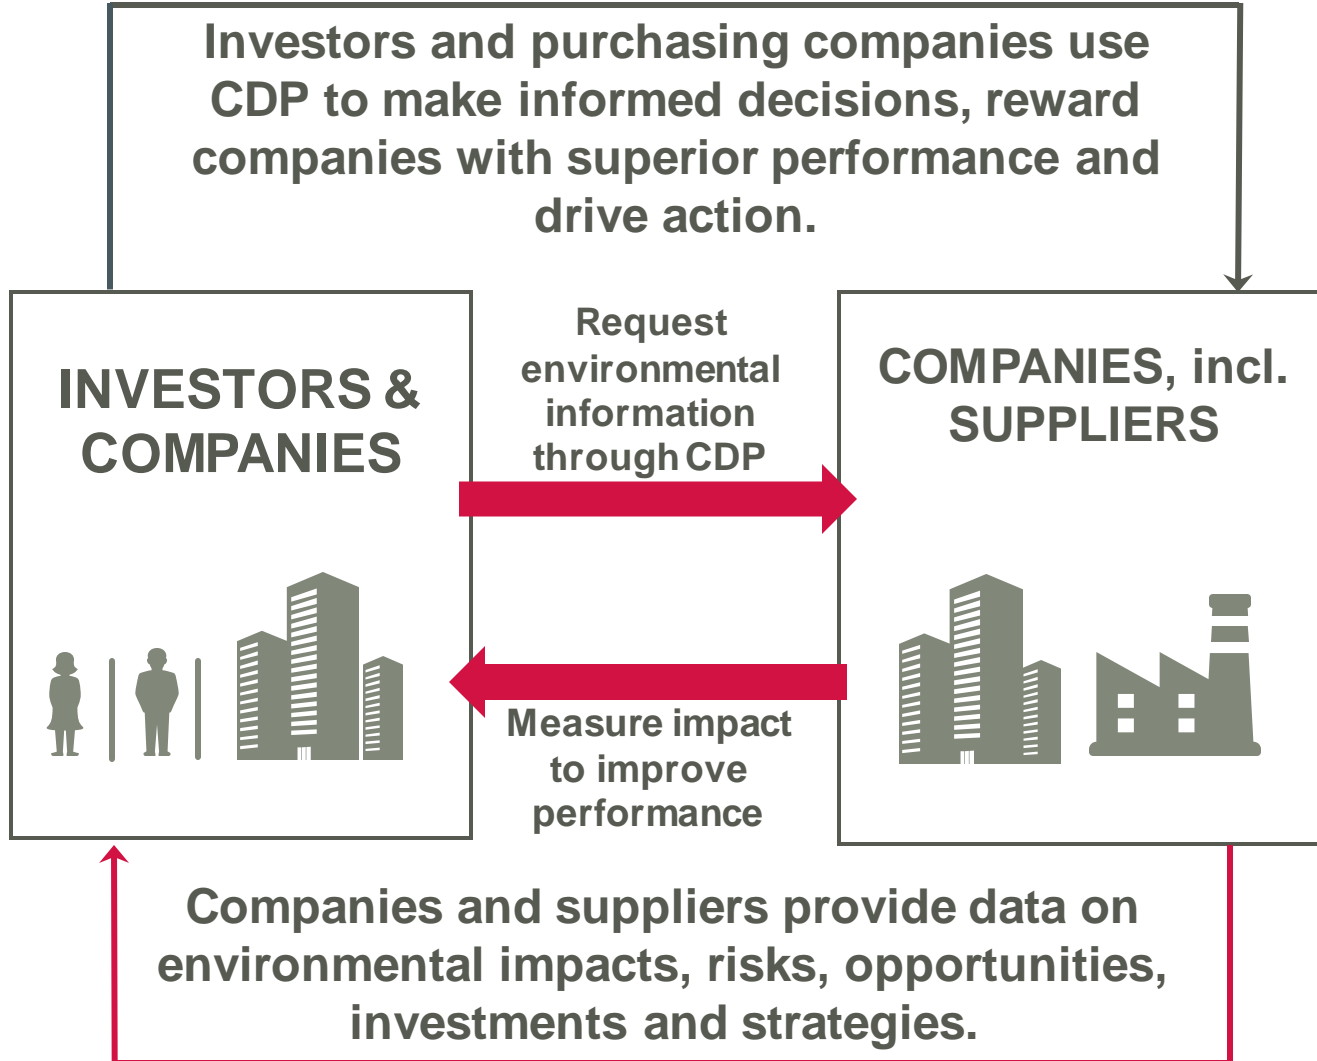 Investors and purchasing companies use
CDP to make informed decisions, reward
companies with superior performance and
drive action.
INVESTORS &
COMPANIES
Request
environmental
information
through CDP
COMPANIES, incl.
SUPPLIERS
Measure impact
to improve
performance
Companies and suppliers provide data on
environmental impacts, risks, opportunities,
investments and strategies.